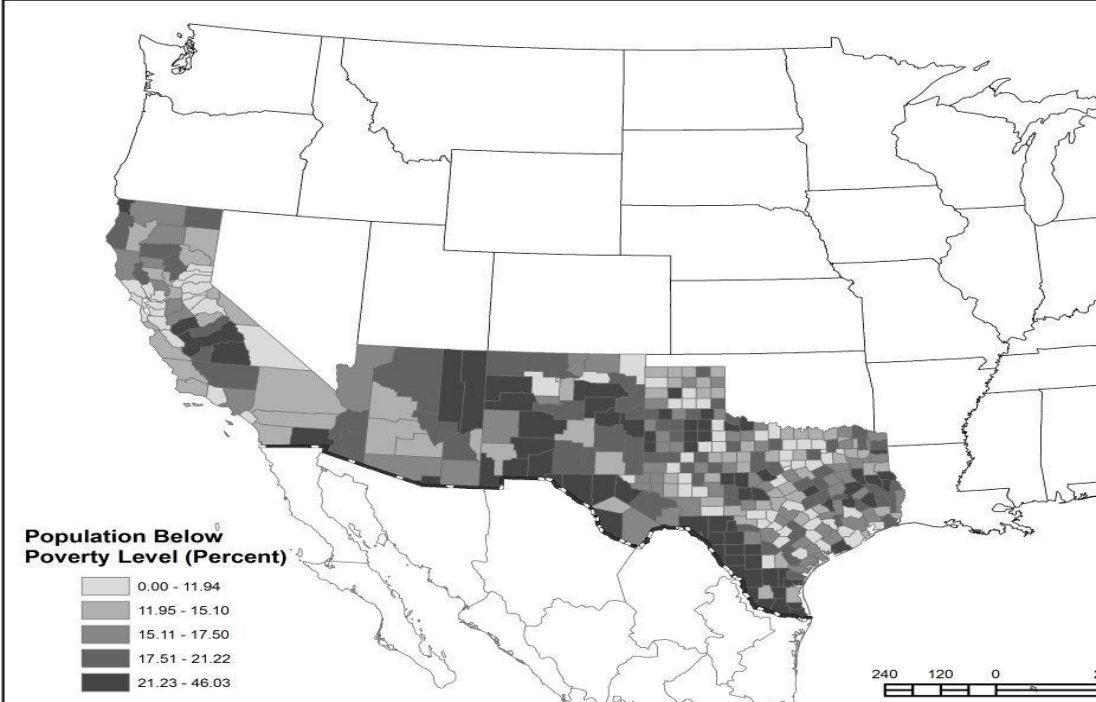 Population Below
Poverty Level (Percent)
0.00 - 11.94
11.95 - 15.10
15.11 - 17.50
17.51 - 21.22
21.23 - 46.03
240 120 0